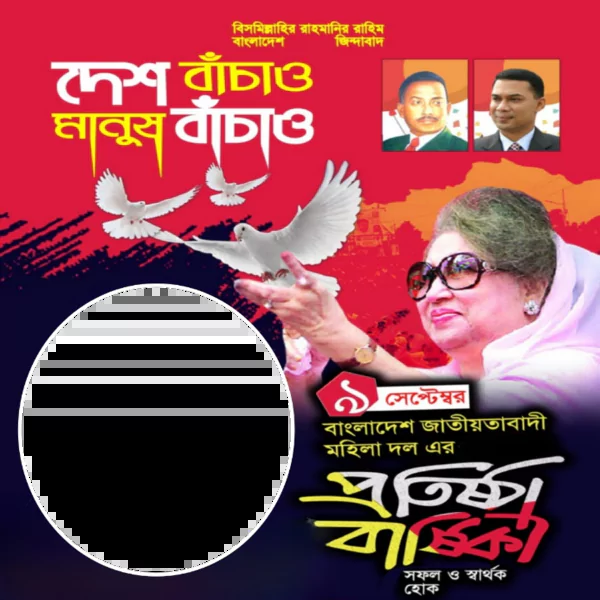 বিসমিল্লাহির রাহমানির রাহিম
বাংলাদেশ জিন্দাবাদ
দেশ বাঁচাও
মানুষ বাঁচাও
৯ সেপ্টেম্বর
বাংলাদেশ জাতীয়তাবাদী
মহিলা দল এর
প্রতিষ্ঠা
বার্ষিকী
সফল ও স্বার্থক
হোক